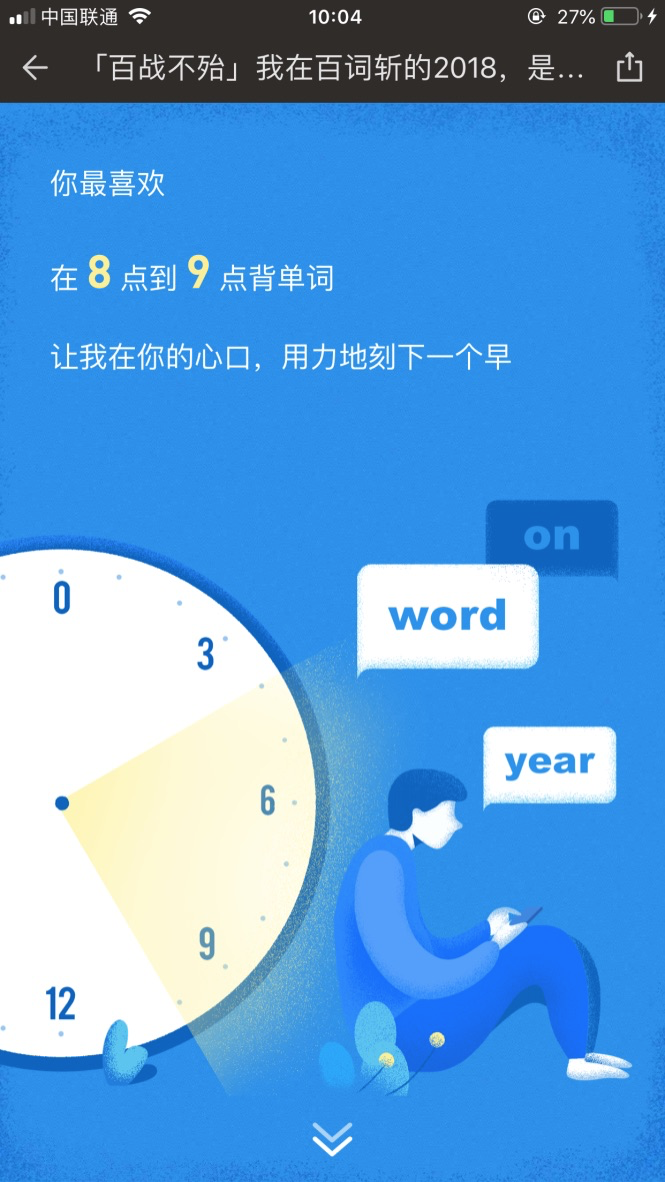 中国联通 10:04 27%
「百战不殆」我在百词斩的2018，是...
你最喜欢
在 8 点到 9 点背单词
让我在你的心口，用力地刻下一个早
on
word
year
0
3
6
9
12